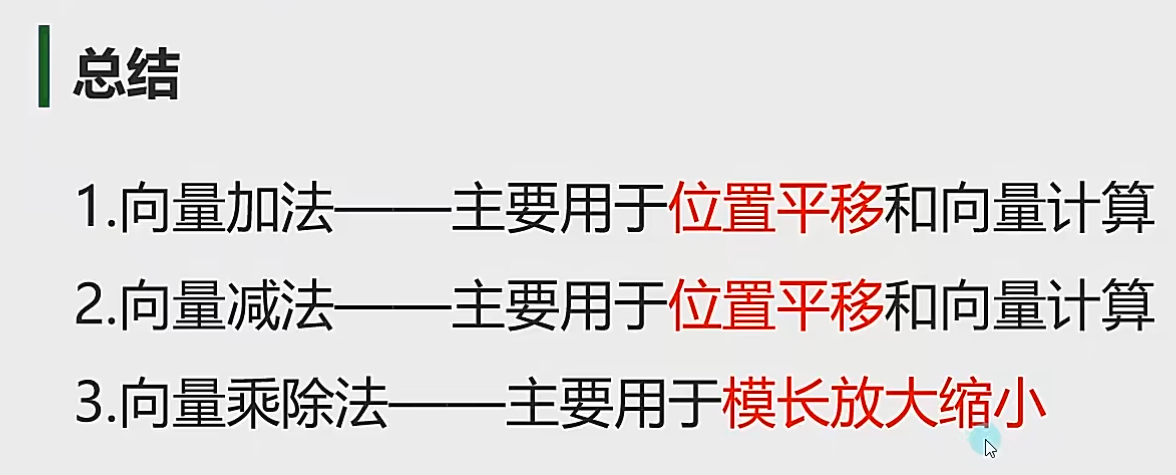 总结
1.向量加法——主要用于位置平移和向量计算
2.向量减法——主要用于位置平移和向量计算
3.向量乘除法——主要用于模长放大缩小